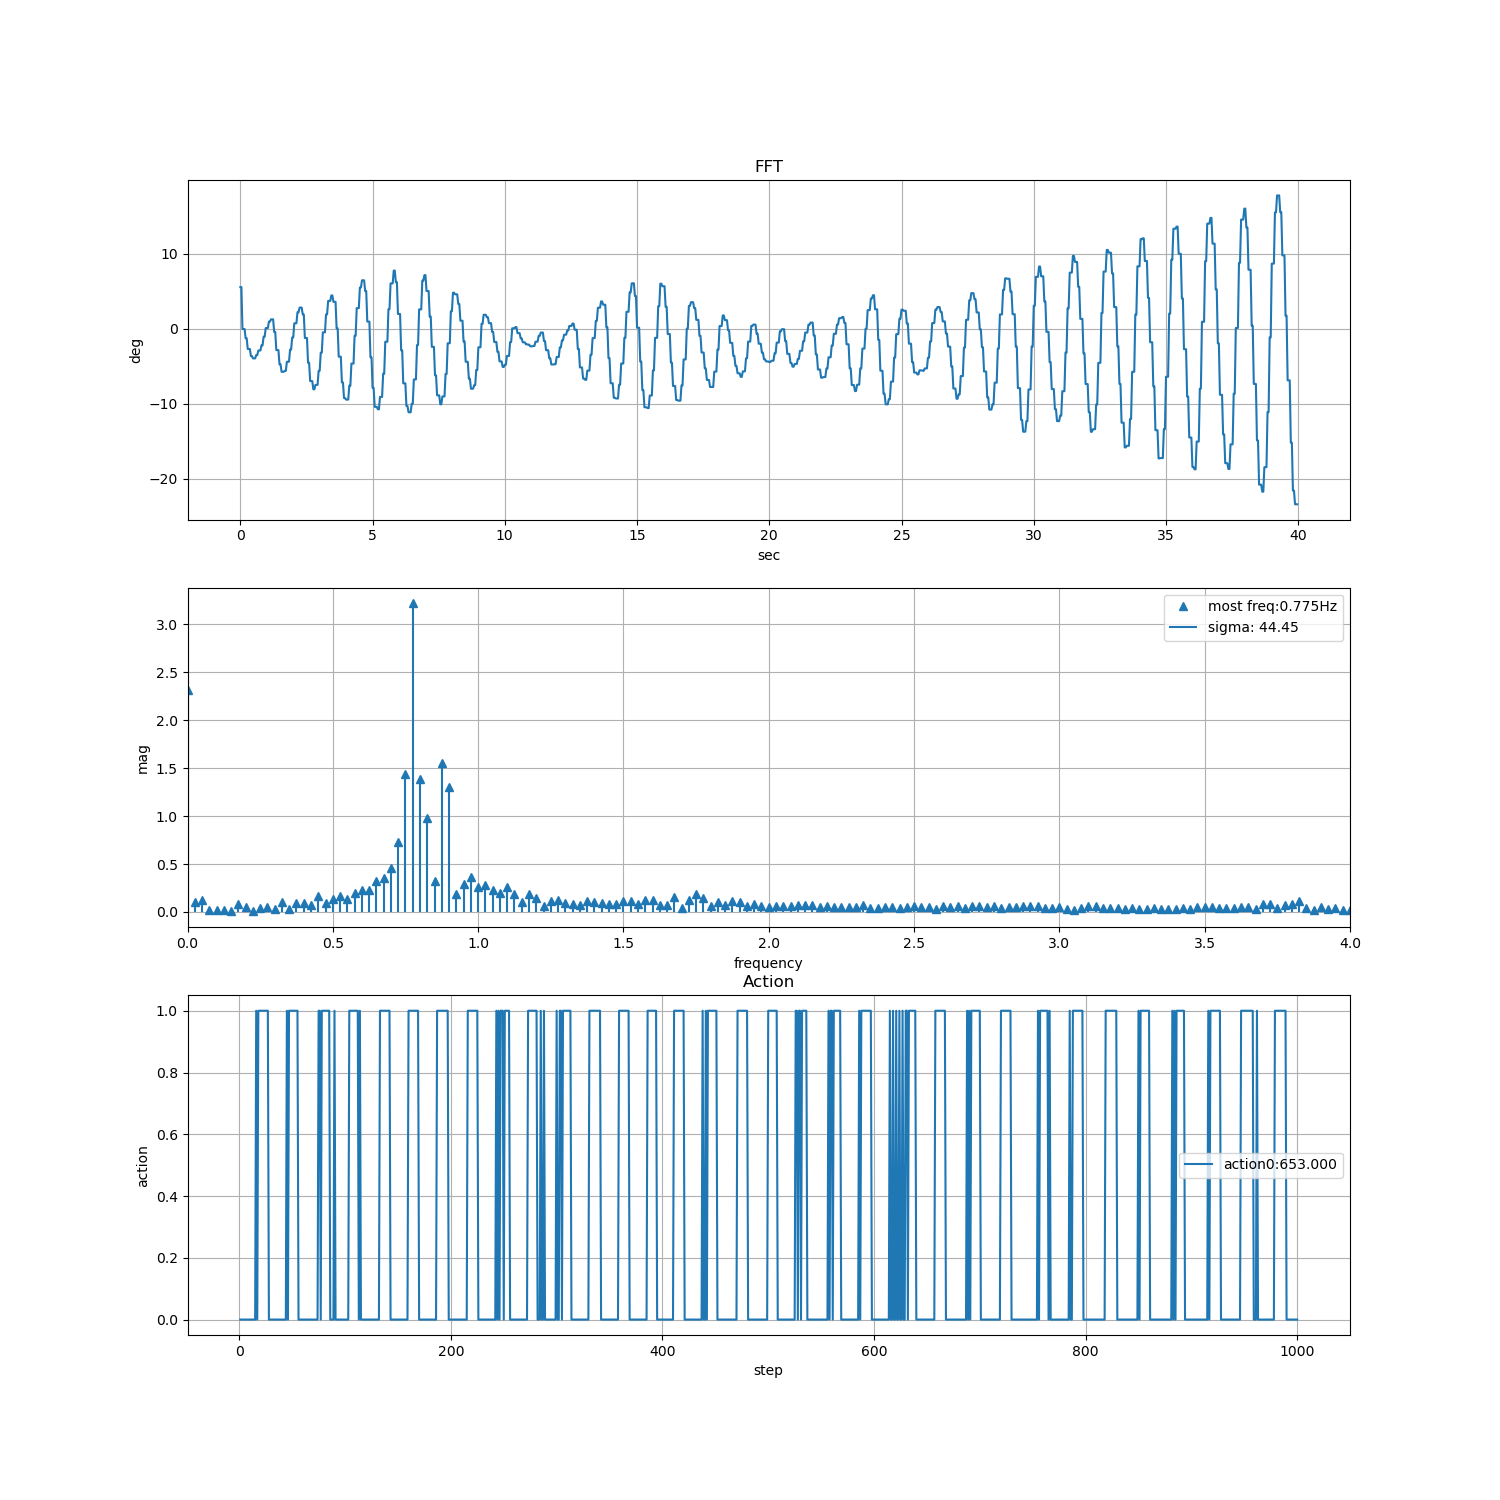 FFT
10
0
−10
−20
deg
0 5 10 15 20 25 30 35 40
sec
3.0
2.5
2.0
1.5
1.0
0.5
0.0
mag
most freq:0.775Hz
sigma: 44.45
0.0 0.5 1.0 1.5 2.0 2.5 3.0 3.5 4.0
frequency
Action
1.0
0.8
0.6
0.4
0.2
0.0
action
action0:653.000
0 200 400 600 800 1000
step